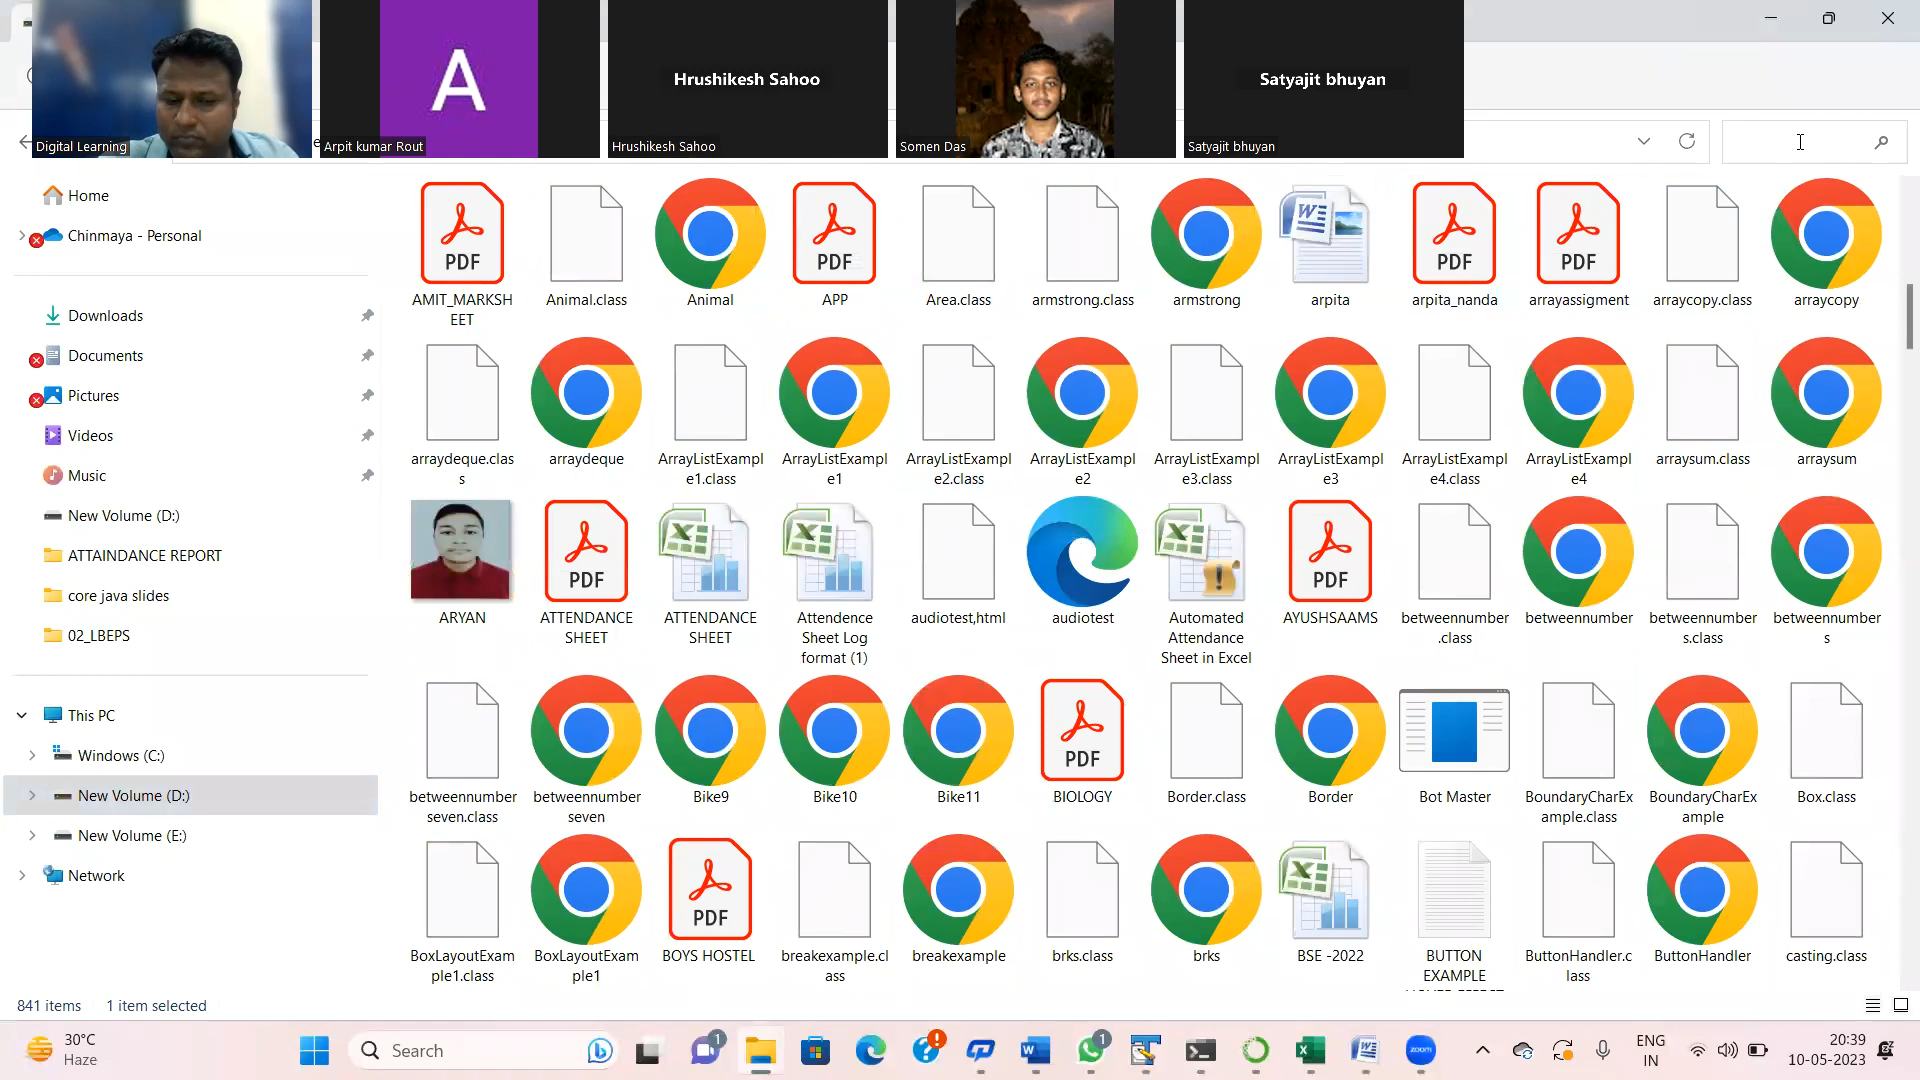 A
Hrushikesh Sahoo
Satyajit bhuyan
Digital Learning
Arpit kumar Rout
Hrushikesh Sahoo
Somen Das
Satyajit bhuyan
Home
Chinmaya - Personal
Downloads
Documents
Pictures
Videos
Music
New Volume (D:)
ATTAINDANCE REPORT
core java slides
02_LBEPS
This PC
Windows (C:)
New Volume (D:)
New Volume (E:)
Network
PDF
PDF
W
PDF
PDF
AMIT_MARKSH
EET
Animal.class
Animal
APP
Area.class
armstrong.class
armstrong
arpita
arpita_nanda
arrayassigment
arraycopy.class
arraycopy
arraydeque.clas
s
arraydeque
ArrayListExampl
e1.class
ArrayListExampl
e1
ArrayListExampl
e2.class
ArrayListExampl
e2
ArrayListExampl
e3.class
ArrayListExampl
e3
ArrayListExampl
e4.class
ArrayListExampl
e4
arraysum.class
arraysum
PDF
PDF
ARYAN
ATTENDANCE
SHEET
ATTENDANCE
SHEET
Attendence
Sheet Log
format (1)
audiotest,html
audiotest
Automated
Attendance
Sheet in Excel
AYUSHSAAMS
betweennumber
.class
betweennumber
betweennumber
s.class
betweennumber
s
PDF
betweennumber
seven.class
betweennumber
seven
Bike9
Bike10
Bike11
BIOLOGY
Border.class
Border
Bot Master
BoundaryCharEx
ample.class
BoundaryCharEx
ample
Box.class
PDF
BoxLayoutExam
ple1.class
BoxLayoutExam
ple1
BOYS HOSTEL
breakexample.cl
ass
breakexample
brks.class
brks
BSE -2022
BUTTON
EXAMPLE
ButtonHandler.c
lass
ButtonHandler
casting.class
841 items
1 item selected
30°C
Haze
Search
1
1
zoom
ENG
IN
20:39
10-05-2023